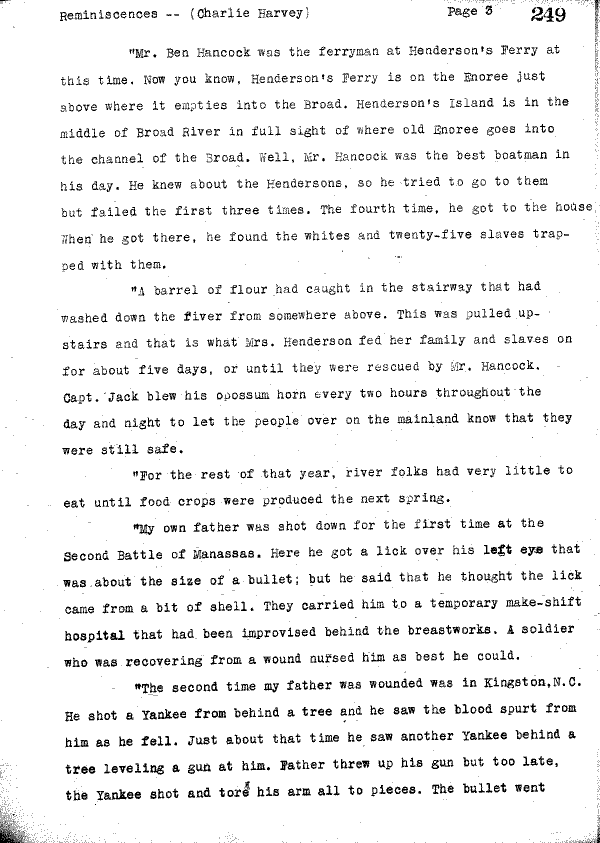 Reminiscences -- (Charlie Harvey) Page 3 249
"Mr. Ben Hancock was the ferryman at Henderson's Ferry at
this time. Now you know, Henderson's Ferry is on the Enoree just
above where it empties into the Broad. Henderson's Island is in the
middle of Broad River in full sight of where old Enoree goes into
the channel of the Broad. Well, Mr. Hancock was the best boatman in
his day. He knew about the Hendersons, so he tried to go to them
but failed the first three times. The fourth time, he got to the house
When he got there, he found the whites and twenty-five slaves trap-
ped with them.
"A barrel of flour had caught in the stairway that had
washed down the fiver from somewhere above. This was pulled up-
stairs and that is what Mrs. Henderson fed her family and slaves on
for about five days, or until they were rescued by Mr. Hancock.
Capt. Jack blew his opossum horn every two hours throughout the
day and night to let the people over on the mainland know that they
were still safe.
"For the rest of that year, river folks had very little to
eat until food crops were produced the next spring.
"My own father was shot down for the first time at the
Second Battle of Manassas. Here he got a lick over his left eye that
was about the size of a bullet; but he said that he thought the lick
came from a bit of shell. They carried him to a temporary make-shift
hospital that had been improvised behind the breastworks. A soldier
who was recovering from a wound nursed him as best he could.
"The second time my father was wounded was in Kingston,N.C.
He shot a Yankee from behind a tree and he saw the blood spurt from
him as he fell. Just about that time he saw another Yankee behind a
tree leveling a gun at him. Father threw up his gun but too late,
the Yankee shot and tore his arm all to pieces. The bullet went